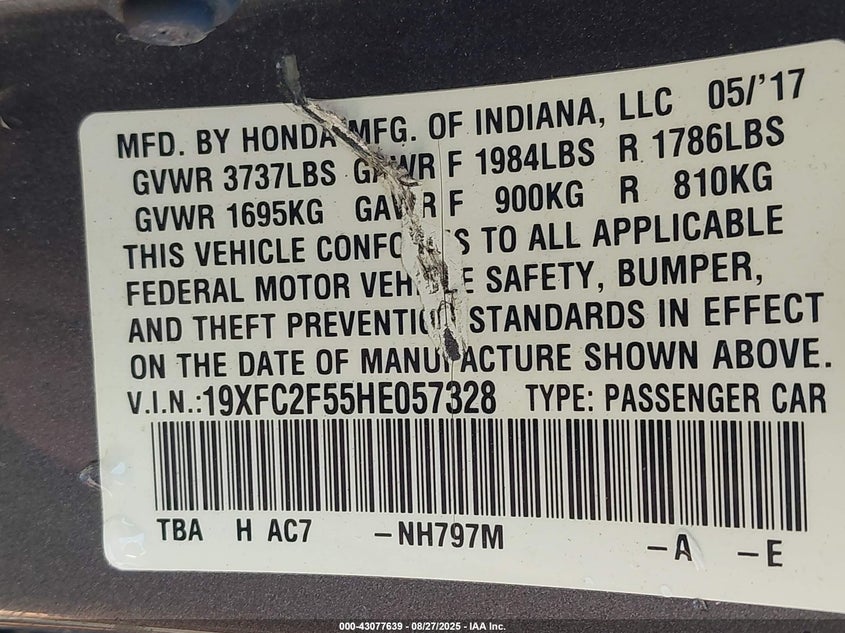 MFD. BY HONDA MFG. OF INDIANA, LLC 05/'17
GVWR 3737LBS GAWR F 1984LBS R 1786LBS
GVWR 1695KG GAWR F 900KG R 810KG
THIS VEHICLE CONFORMS TO ALL APPLICABLE
FEDERAL MOTOR VEHICLE SAFETY, BUMPER,
AND THEFT PREVENTION STANDARDS IN EFFECT
ON THE DATE OF MANUFACTURE SHOWN ABOVE.
V.I.N.:19XFC2F55HE057328 TYPE: PASSENGER CAR
TBA H AC7 -NH797M -A -E
000-43077639 - 08/27/2025 - IAA Inc.